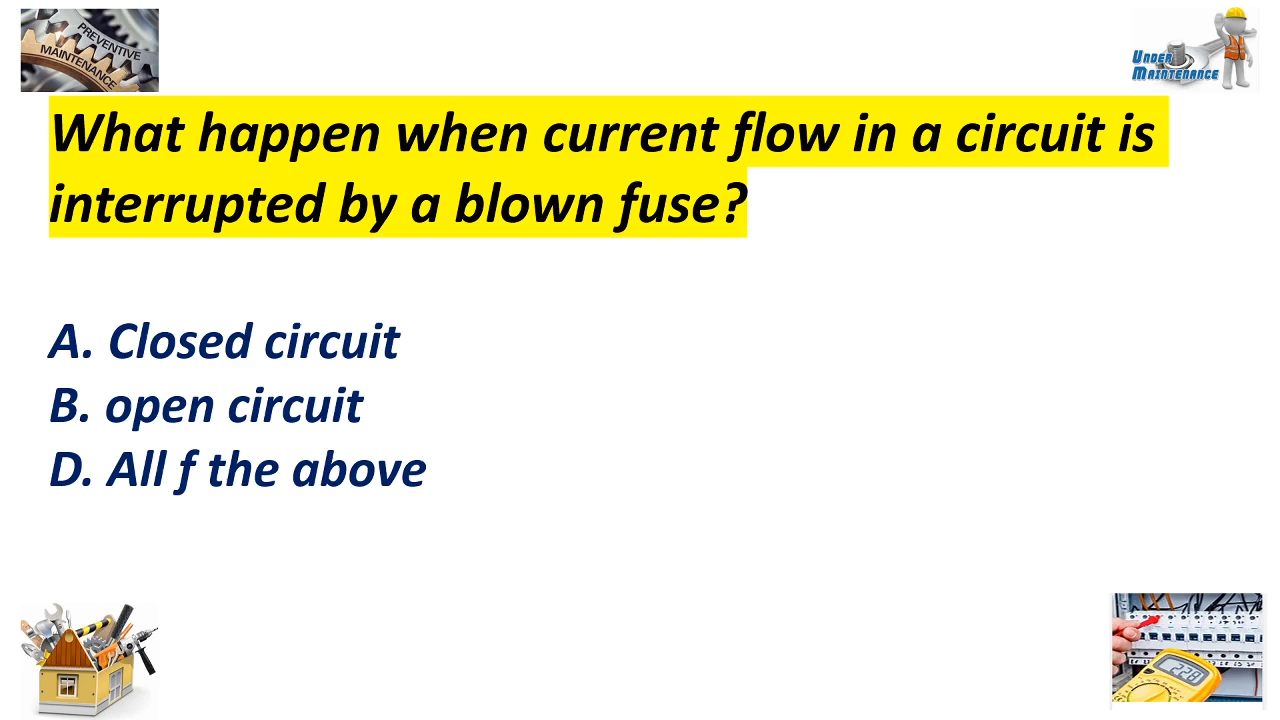 PREVENTIVE
MAINTENANCE
UNDER
MAINTENANCE
What happen when current flow in a circuit is
interrupted by a blown fuse?
A. Closed circuit
B. open circuit
D. All f the above
228